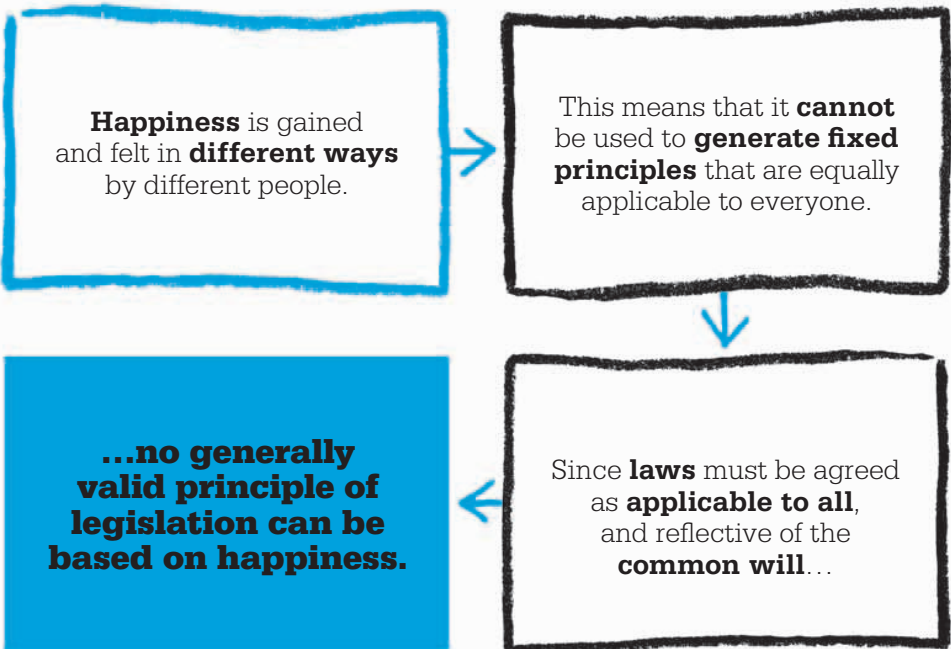 Happiness is gained
and felt in different ways
by different people.
This means that it cannot
be used to generate fixed
principles that are equally
applicable to everyone.
Since laws must be agreed
as applicable to all,
and reflective of the
common will…
…no generally
valid principle of
legislation can be
based on happiness.